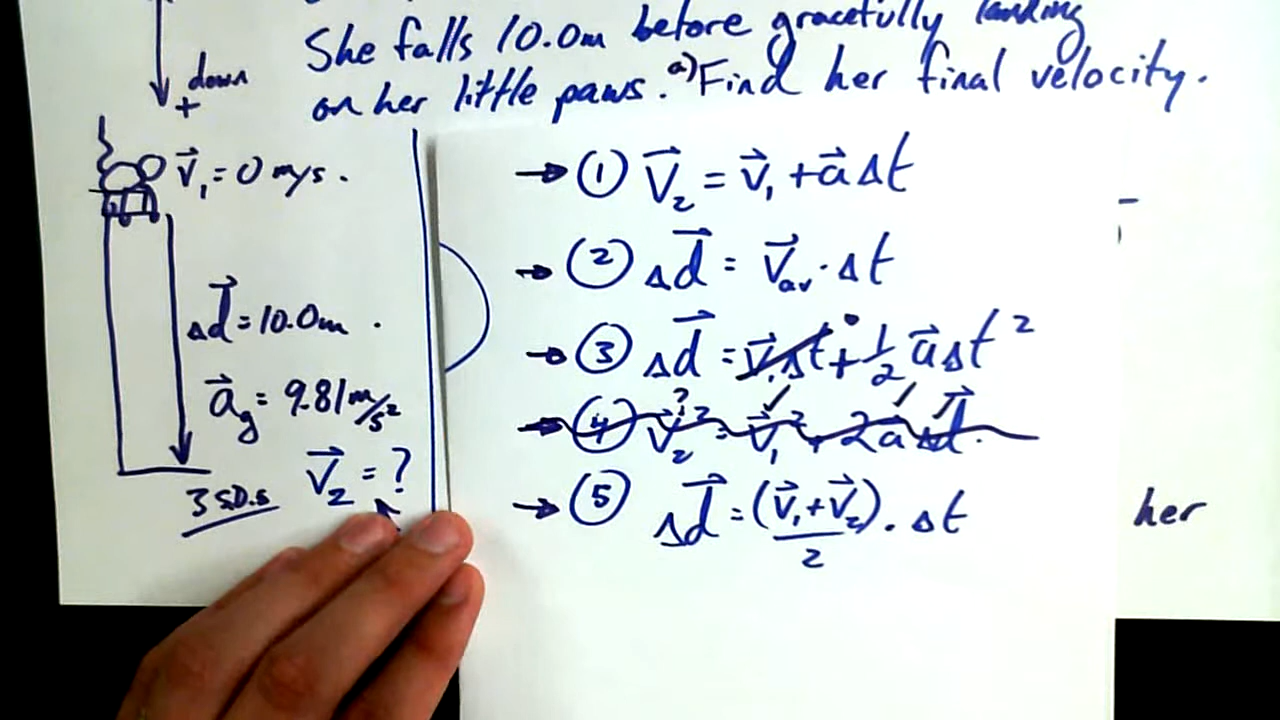 She falls 10.0m before gracefully landing
on her little paws. a) Find her final velocity.
down
+
v⃗₁ = 0 m/s.
Δd⃗ = 10.0m.
a⃗g = 9.81 m/s²
v⃗₂ = ?
3 S.D.s
→ ① v⃗₂ = v⃗₁ + a⃗Δt
→ ② Δd⃗ = v⃗av · Δt
→ ③ Δd⃗ = v⃗₁Δt + 1/2 a⃗Δt²
→ ④ v⃗₂² = v⃗₁² + 2a⃗Δd⃗.
?
→ ⑤ Δd⃗ = (v⃗₁ + v⃗₂)/2 · Δt
her